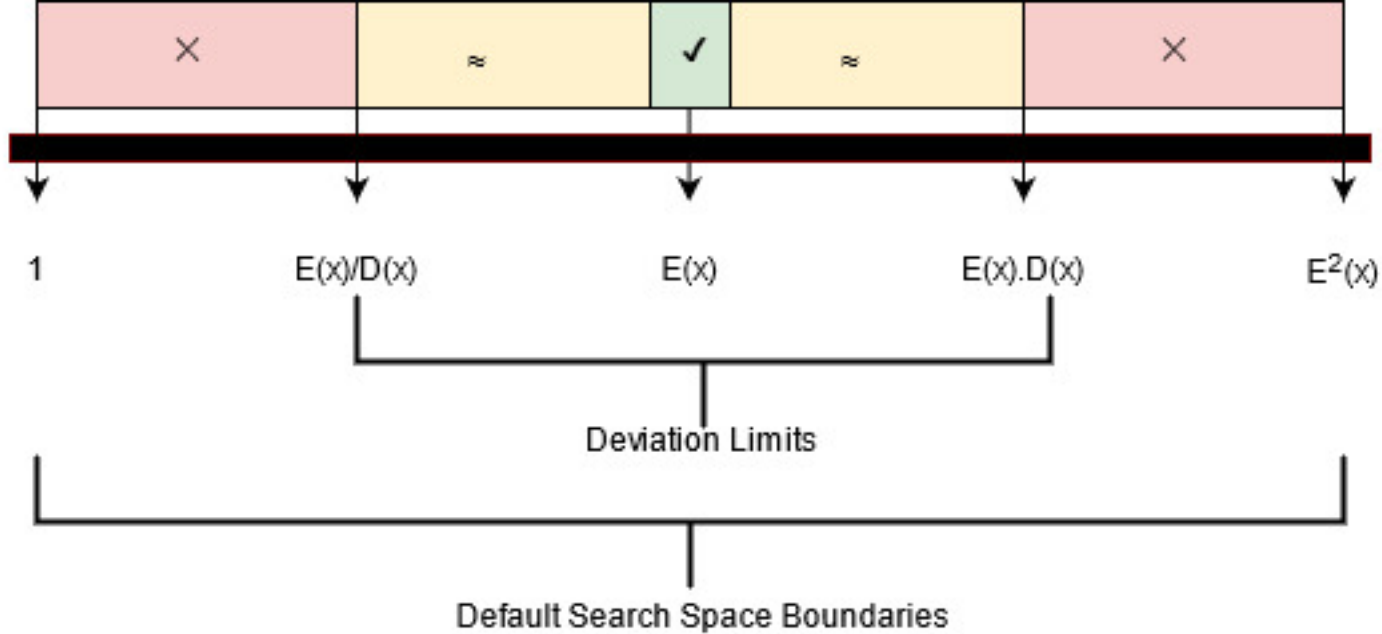 × ≈ ✓ ≈ ×
1 E(x)/D(x) E(x) E(x).D(x) E²(x)
Deviation Limits
Default Search Space Boundaries